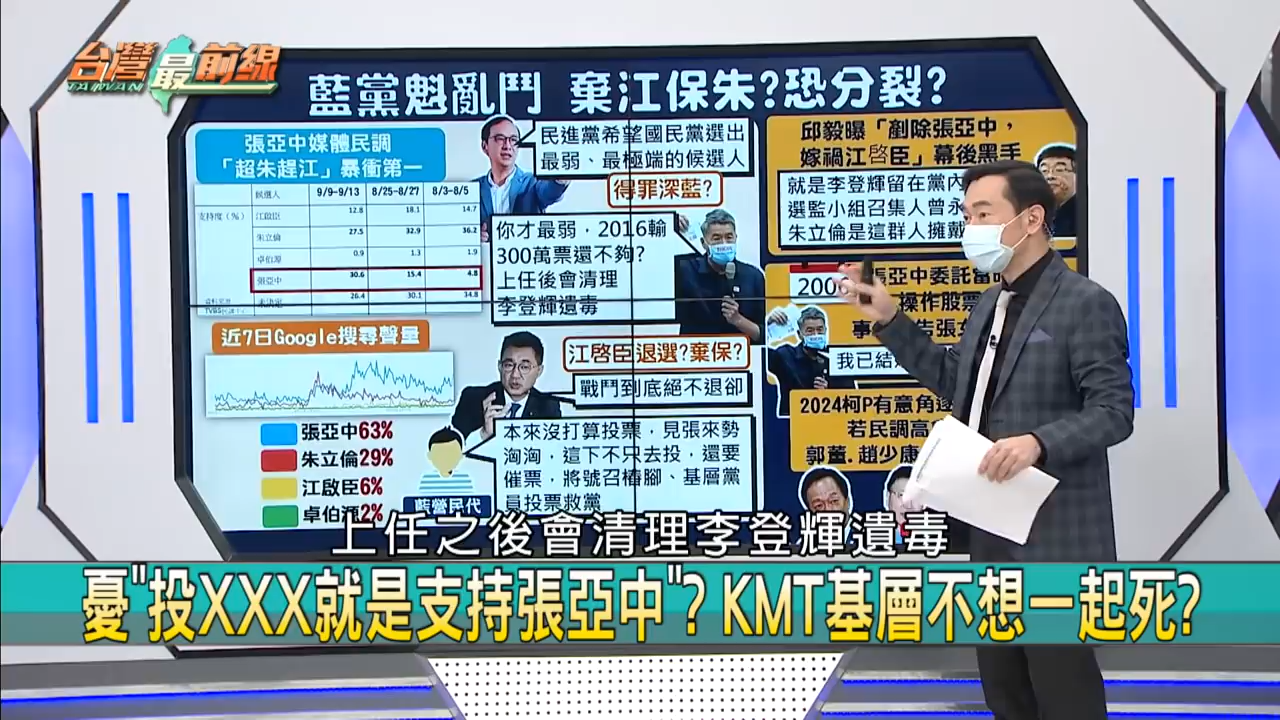 台灣最前線
TAIWAN
藍黨魁亂鬥 棄江保朱?恐分裂?
張亞中媒體民調
「超朱趕江」暴衝第一
候選人 9/9-9/13 8/25-8/27 8/3-8/5
支持度（%） 江啟臣 12.8 18.1 14.7
朱立倫 27.5 32.9 36.2
卓伯源 0.9 1.3 1.9
張亞中 30.6 15.4 4.8
未決定 26.4 30.1 34.8
近7日Google搜尋聲量
張亞中63%
朱立倫29%
江啟臣6%
卓伯源2%
民進黨希望國民黨選出
最弱、最極端的候選人
得罪深藍?
你才最弱，2016輸
300萬票還不夠?
上任後會清理
李登輝遺毒
江啓臣退選?棄保?
戰鬥到底絕不退卻
本來沒打算投票，見張來勢
洶洶，這下不只去投，還要
催票，將號召樁腳、基層黨
員投票救黨
藍營民代
邱毅曝「剷除張亞中，
嫁禍江啓臣」幕後黑手
就是李登輝留在黨內
選監小組召集人曾永
朱立倫是這群人擁戴
200
張亞中委託富
操作股票
事 告張
我已結
2024柯P有意角逐
若民調高
郭董.趙少康
上任之後會清理李登輝遺毒
憂"投XXX就是支持張亞中"? KMT基層不想一起死?